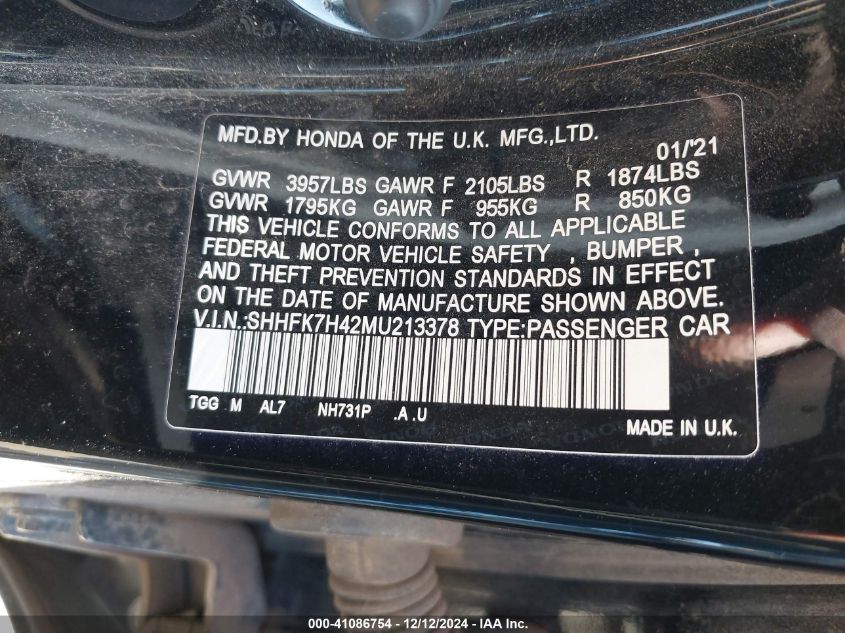 MFD.BY HONDA OF THE U.K. MFG.,LTD.
01/'21
GVWR 3957LBS GAWR F 2105LBS R 1874LBS
GVWR 1795KG GAWR F 955KG R 850KG
THIS VEHICLE CONFORMS TO ALL APPLICABLE
FEDERAL MOTOR VEHICLE SAFETY , BUMPER ,
AND THEFT PREVENTION STANDARDS IN EFFECT
ON THE DATE OF MANUFACTURE SHOWN ABOVE.
V.I.N.:SHHFK7H42MU213378 TYPE:PASSENGER CAR
TGG M AL7 NH731P .A.U
MADE IN U.K.
000-41086754 - 12/12/2024 - IAA Inc.